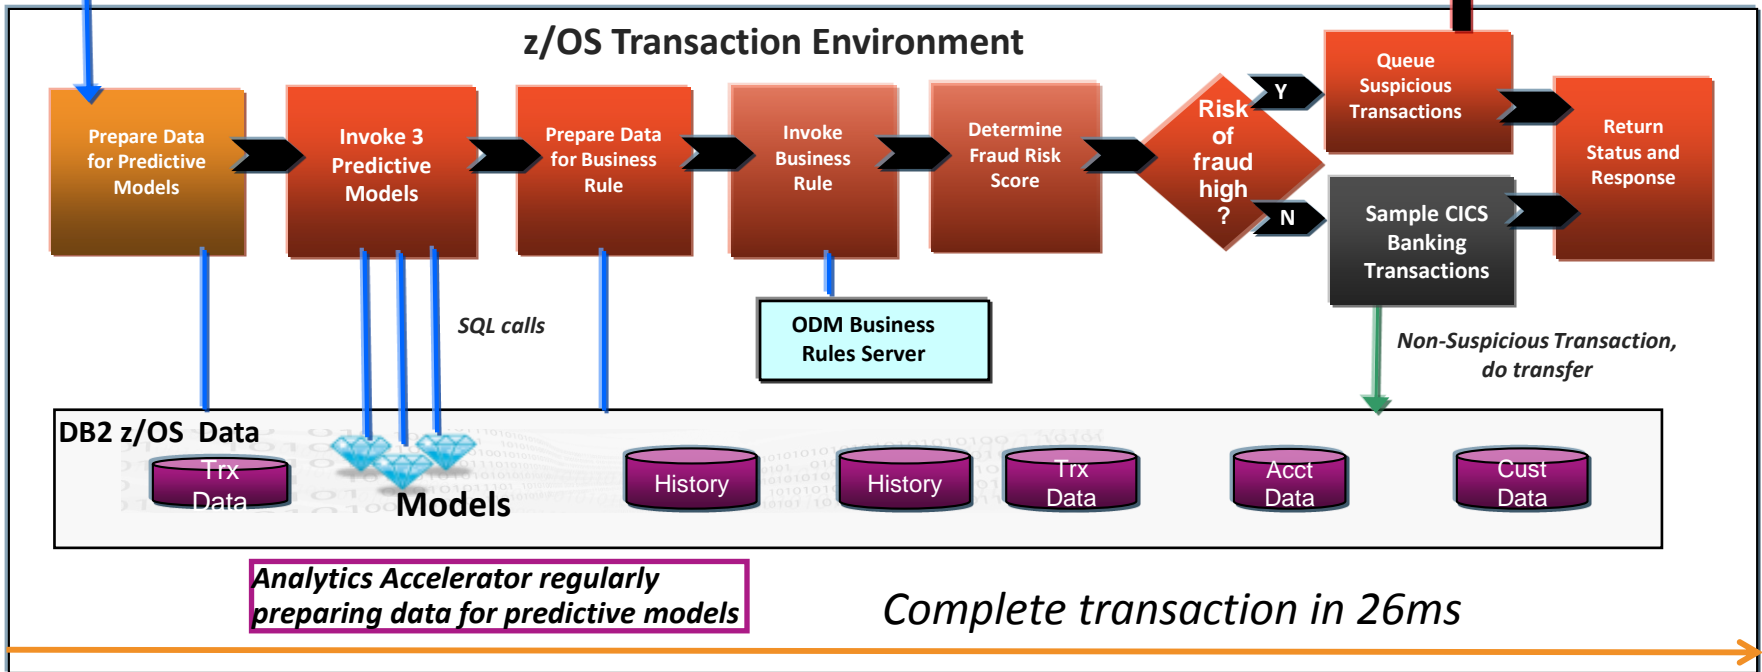 z/OS Transaction Environment
Prepare Data
for Predictive
Models
Invoke 3
Predictive
Models
Prepare Data
for Business
Rule
Invoke
Business
Rule
Determine
Fraud Risk
Score
Risk
of
fraud
high
?
Y
N
Queue
Suspicious
Transactions
Sample CICS
Banking
Transactions
Return
Status and
Response
SQL calls
ODM Business
Rules Server
Non-Suspicious Transaction,
do transfer
DB2 z/OS Data
Trx
Data
Models
History
History
Trx
Data
Acct
Data
Cust
Data
Analytics Accelerator regularly
preparing data for predictive models
Complete transaction in 26ms